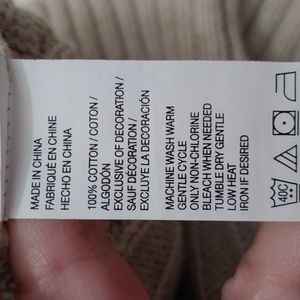 MADE IN CHINA
FABRIQUÉ EN CHINE
HECHO EN CHINA
100% COTTON / COTON /
ALGODÓN
EXCLUSIVE OF DECORATION /
SAUF DÉCORATION /
EXCLUYE LA DECORACIÓN
MACHINE WASH WARM
GENTLE CYCLE
ONLY NON-CHLORINE
BLEACH WHEN NEEDED
TUMBLE DRY GENTLE
LOW HEAT
IRON IF DESIRED
40C